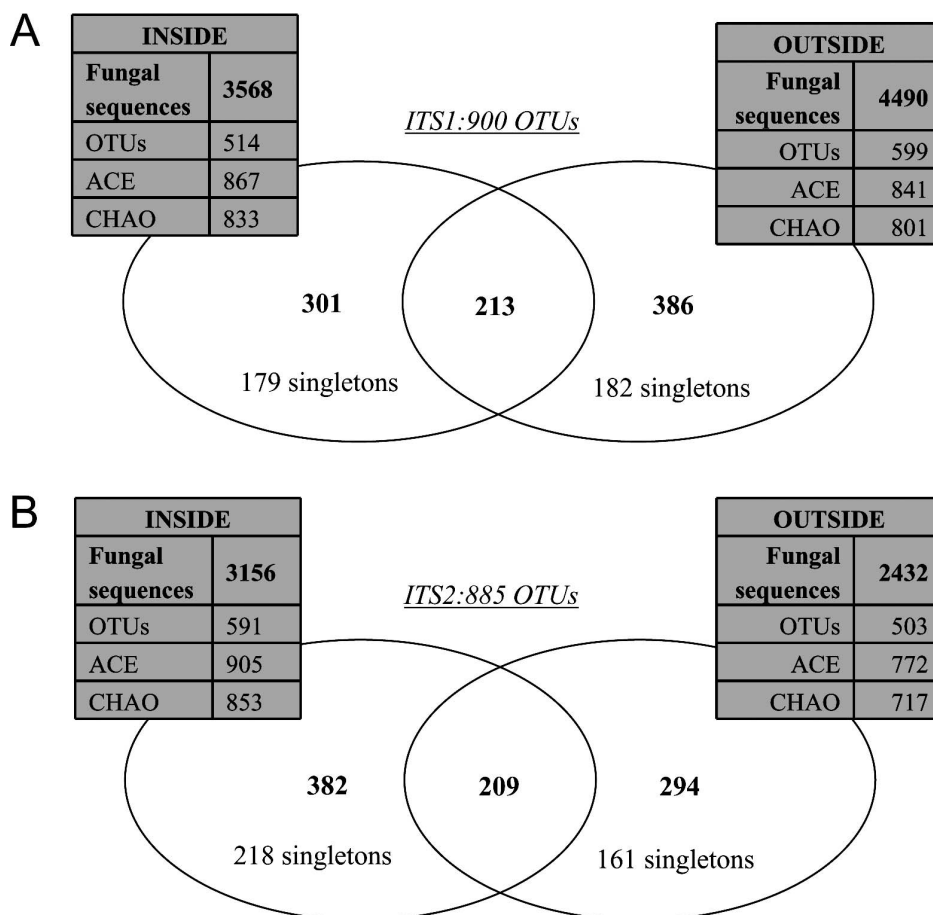 A
INSIDE
Fungal sequences 3568
OTUs 514
ACE 867
CHAO 833
ITS1:900 OTUs
OUTSIDE
Fungal sequences 4490
OTUs 599
ACE 841
CHAO 801
301
213
386
179 singletons
182 singletons
B
INSIDE
Fungal sequences 3156
OTUs 591
ACE 905
CHAO 853
ITS2:885 OTUs
OUTSIDE
Fungal sequences 2432
OTUs 503
ACE 772
CHAO 717
382
209
294
218 singletons
161 singletons